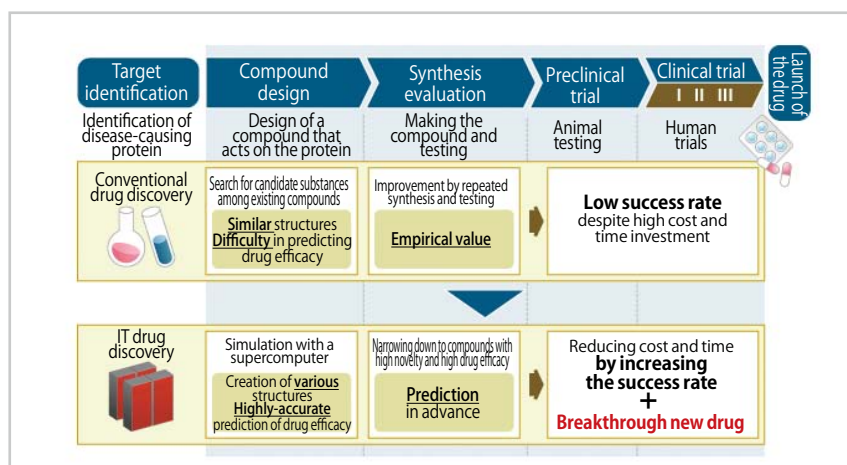 Target
identification
Compound
design
Synthesis
evaluation
Preclinical
trial
Clinical trial
I II III
Launch of
the drug
Identification of
disease-causing
protein
Design of a
compound that
acts on the protein
Making the
compound and
testing
Animal
testing
Human
trials
Conventional
drug discovery
Search for candidate substances
among existing compounds
Similar structures
Difficulty in predicting
drug efficacy
Improvement by repeated
synthesis and testing
Empirical value
Low success rate
despite high cost and
time investment
IT drug
discovery
Simulation with a
supercomputer
Creation of various
structures
Highly-accurate
prediction of drug efficacy
Narrowing down to compounds with
high novelty and high drug efficacy
Prediction
in advance
Reducing cost and time
by increasing
the success rate
+
Breakthrough new drug